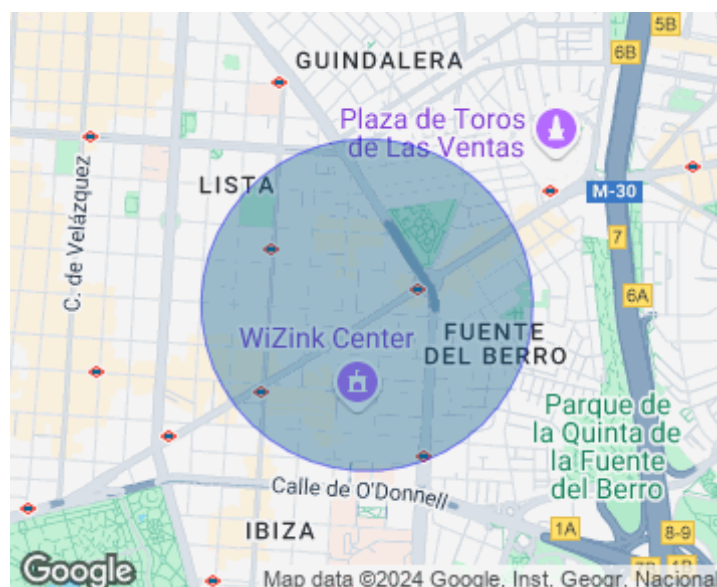 5B
6B
GUINDALERA
Plaza de Toros
de Las Ventas
LISTA
M-30
C. de Velázquez
7
6A
WiZink Center
FUENTE
DEL BERRO
Parque de
la Quinta de
la Fuente
del Berro
Calle de O'Donnell
IBIZA
1A
8-9
7B
1B
Google
Map data ©2024 Google, Inst. Geogr. Nacional